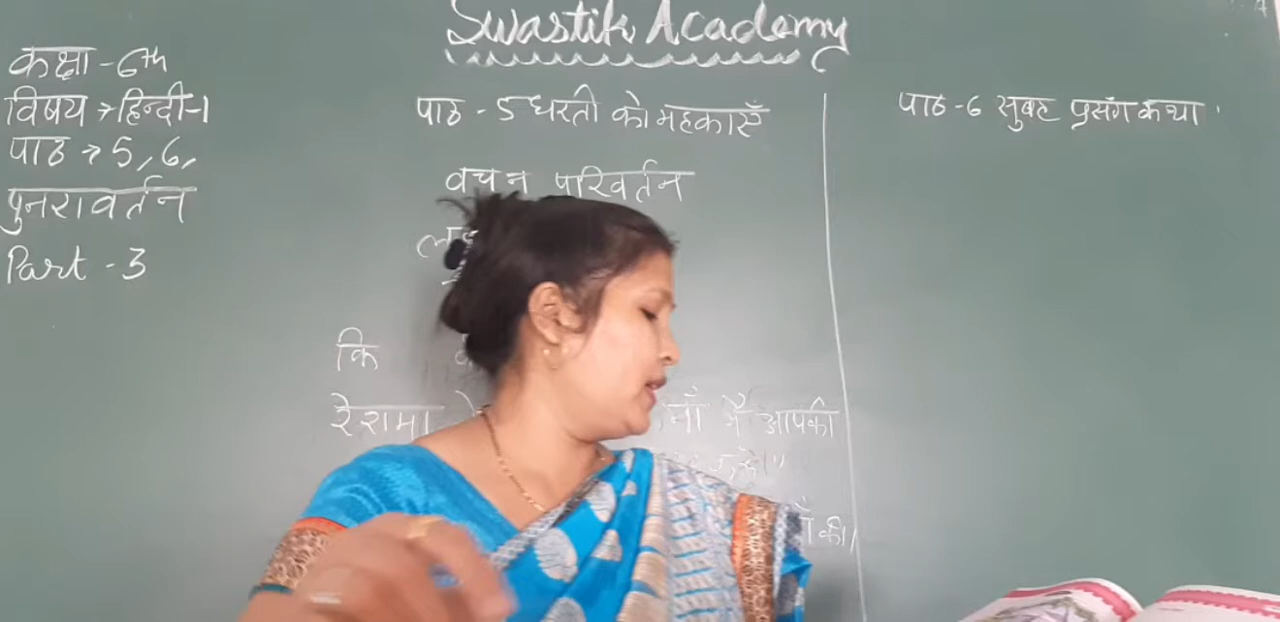 Swastik Academy
कक्षा - 6th
विषय → हिन्दी-1
पाठ → 5, 6,
पुनरावर्तन
Part - 3
पाठ - 5 धरती को महकाएँ
वचन परिवर्तन
कि
रेशमा
में आपकी
की।
पाठ - 6 सुबह प्रसंग कथा